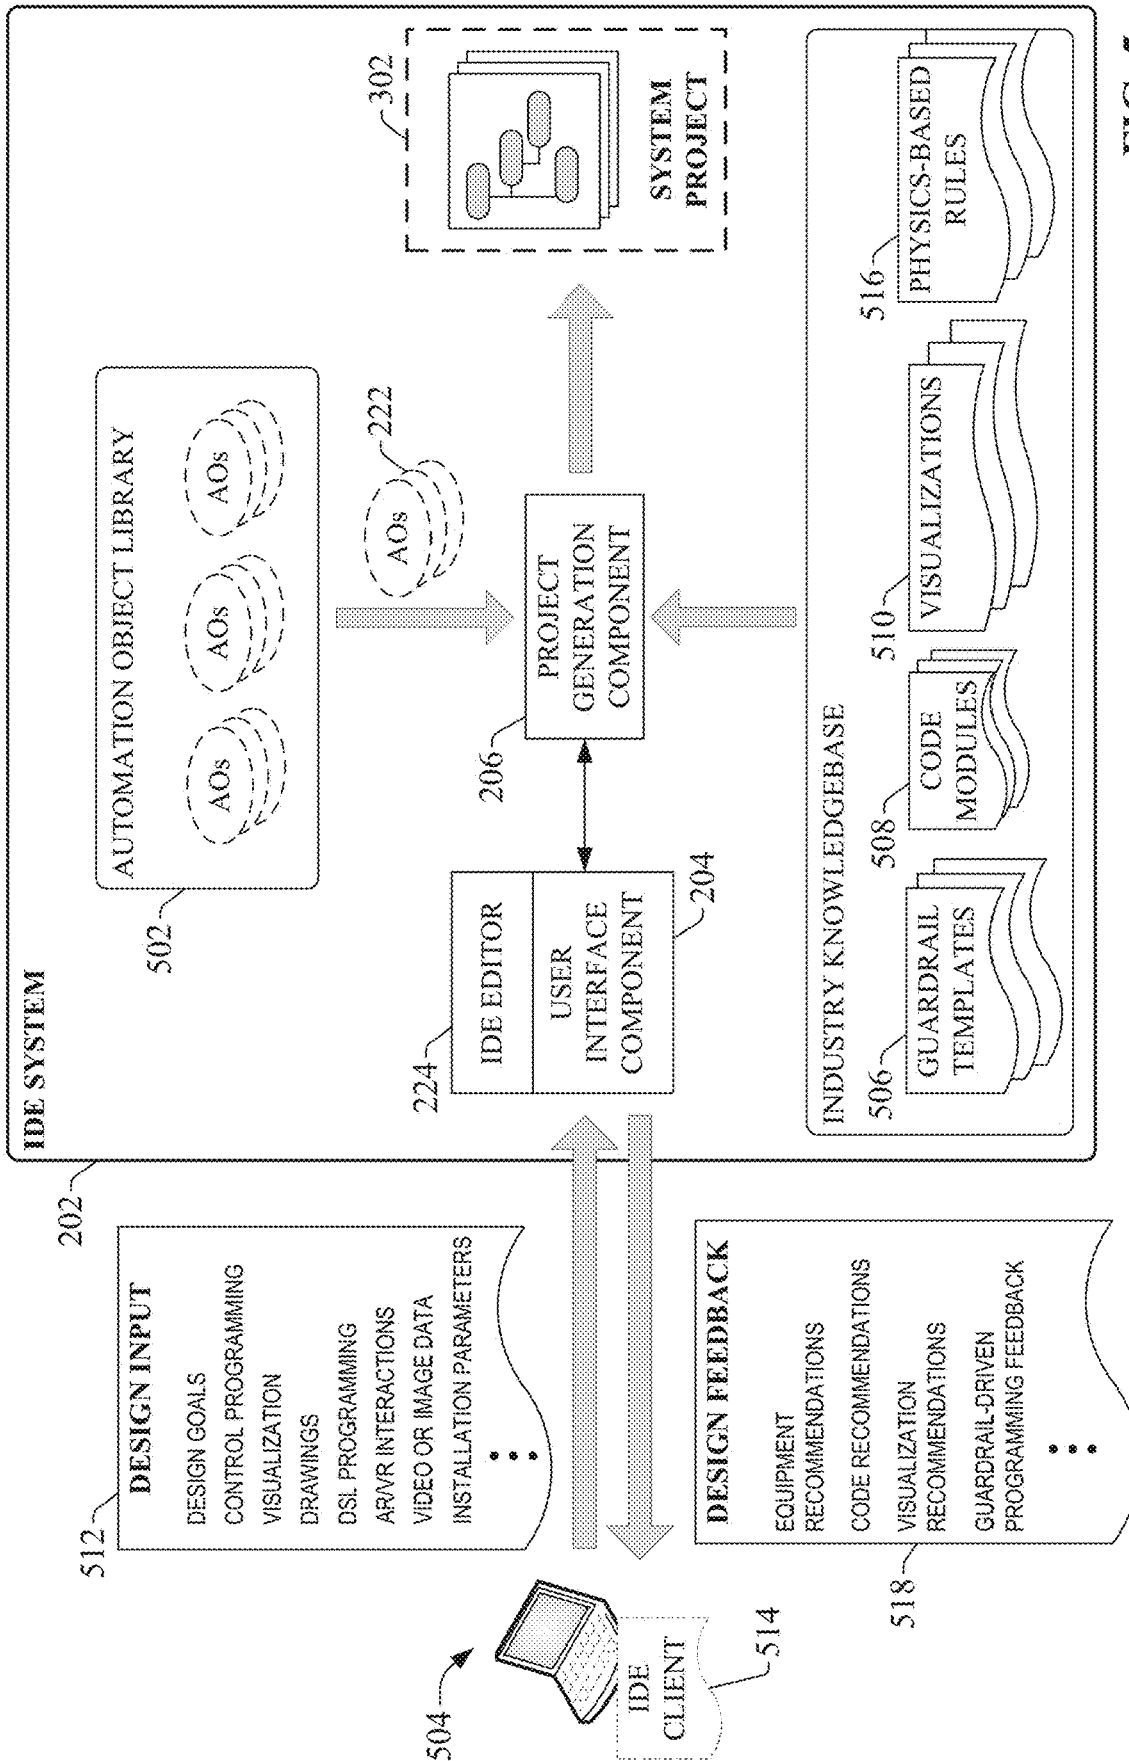 202
IDE SYSTEM
512
DESIGN INPUT
DESIGN GOALS
CONTROL PROGRAMMING
VISUALIZATION
DRAWINGS
DSL PROGRAMMING
AR/VR INTERACTIONS
VIDEO OR IMAGE DATA
INSTALLATION PARAMETERS
504
IDE
CLIENT
514
DESIGN FEEDBACK
EQUIPMENT
RECOMMENDATIONS
CODE RECOMMENDATIONS
VISUALIZATION
RECOMMENDATIONS
GUARDRAIL-DRIVEN
PROGRAMMING FEEDBACK
518
502
AUTOMATION OBJECT LIBRARY
AOs
AOs
AOs
AOs
222
224
IDE EDITOR
USER
INTERFACE
COMPONENT
204
206
PROJECT
GENERATION
COMPONENT
302
SYSTEM
PROJECT
INDUSTRY KNOWLEDGEBASE
506
GUARDRAIL
TEMPLATES
508
CODE
MODULES
510
VISUALIZATIONS
516
PHYSICS-BASED
RULES